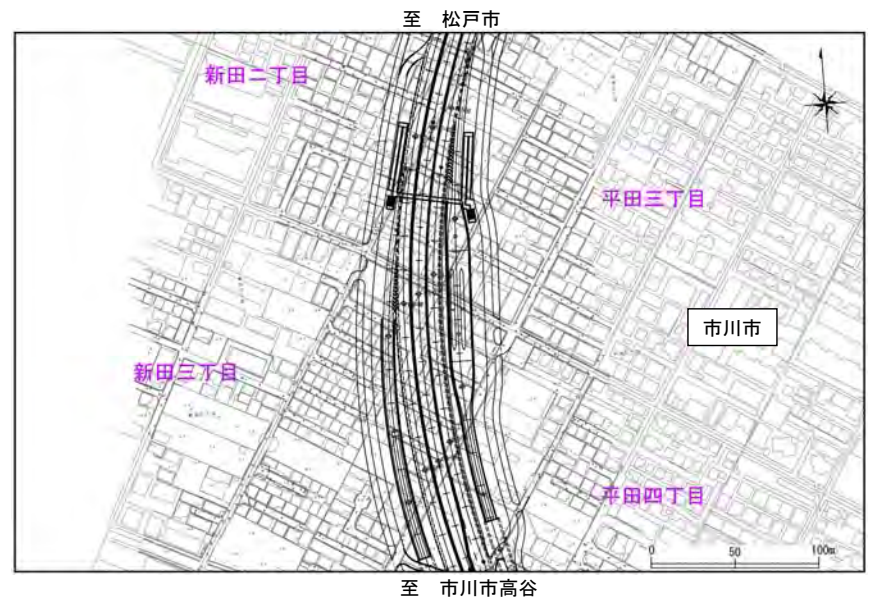 至 松戸市
新田二丁目
平田三丁目
市川市
新田三丁目
平田四丁目
0 50 100m
至 市川市高谷